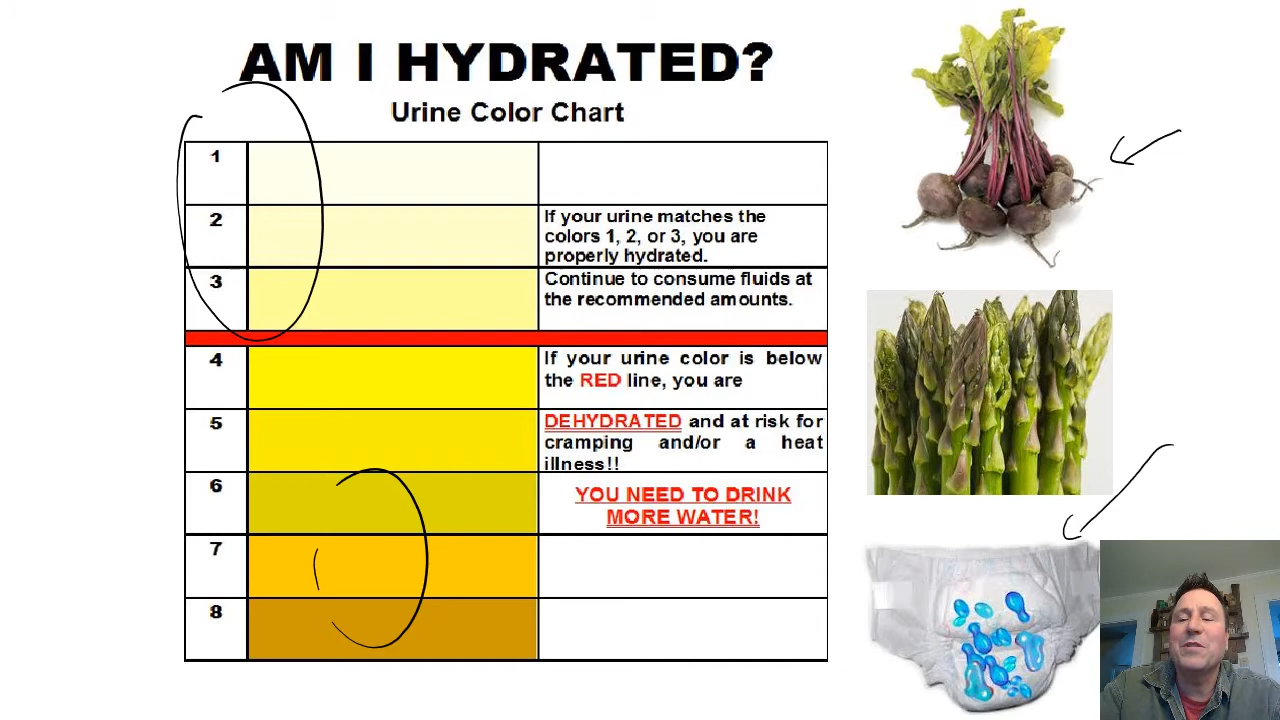 AM I HYDRATED?
Urine Color Chart
1
2
If your urine matches the
colors 1, 2, or 3, you are
properly hydrated.
3
Continue to consume fluids at
the recommended amounts.
4
If your urine color is below
the RED line, you are
5
DEHYDRATED and at risk for
cramping and/or a heat
illness!!
6
YOU NEED TO DRINK
MORE WATER!
7
8